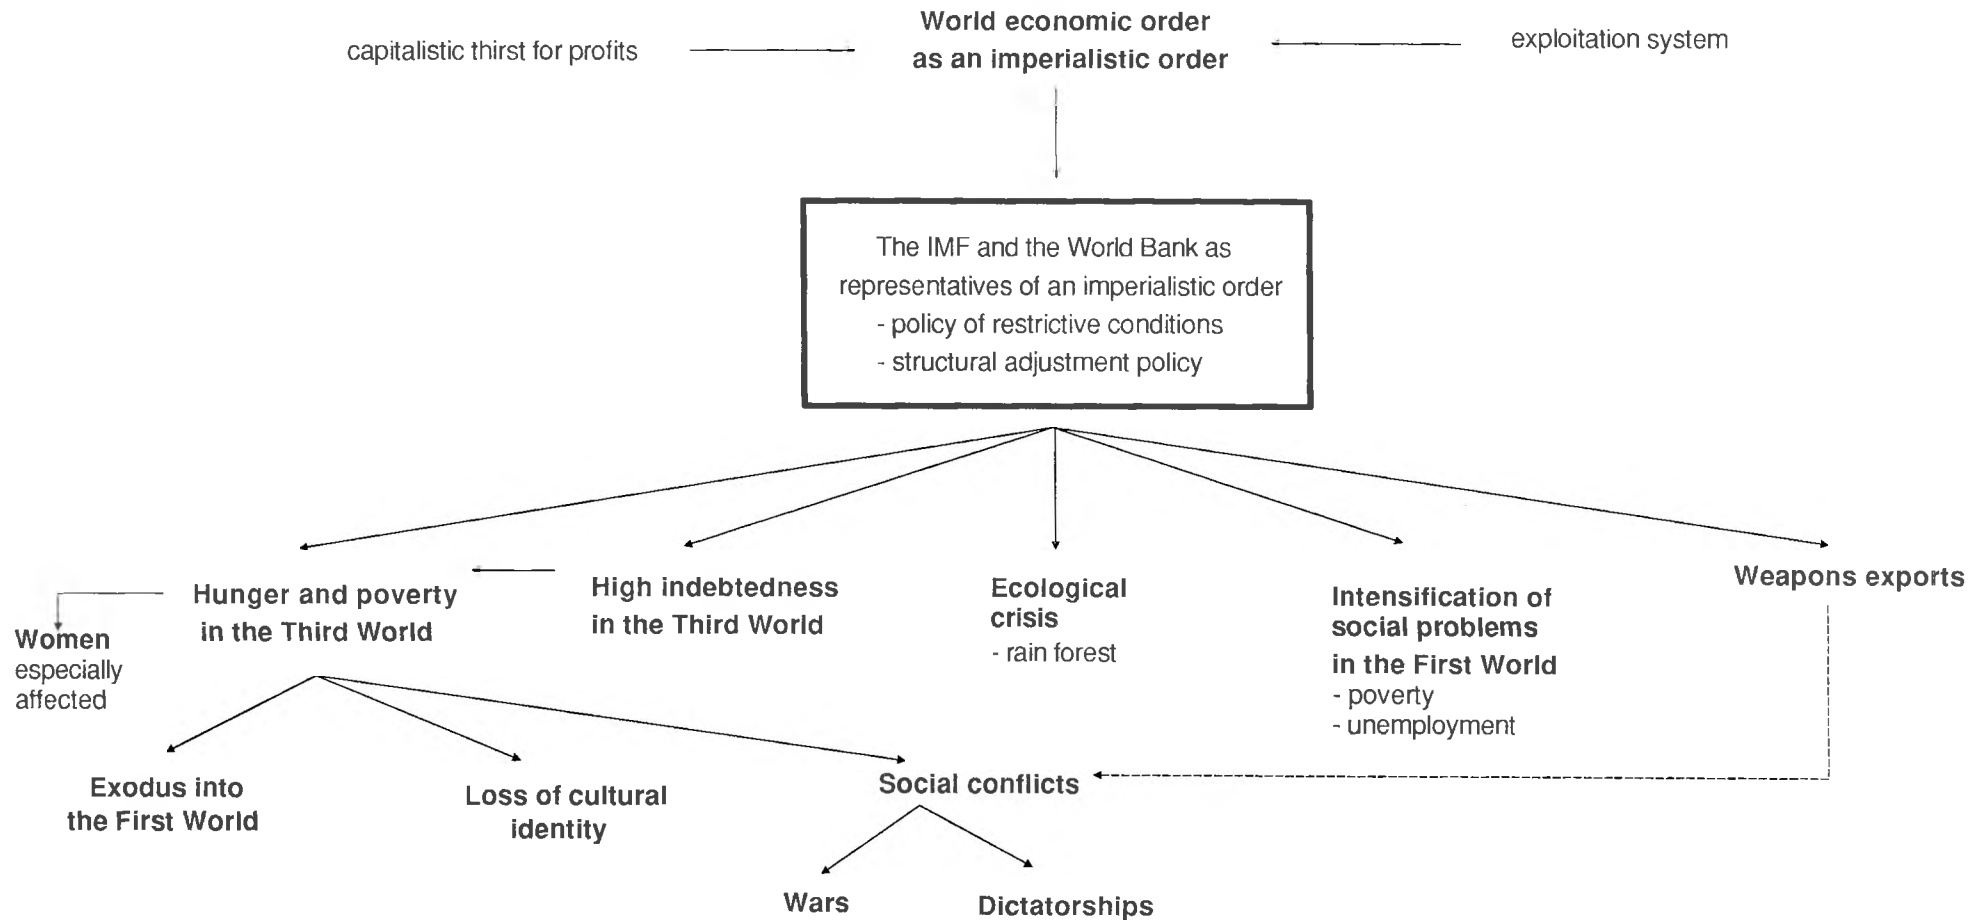 World economic order
as an imperialistic order
capitalistic thirst for profits
exploitation system
The IMF and the World Bank as
representatives of an imperialistic order
- policy of restrictive conditions
- structural adjustment policy
Hunger and poverty
in the Third World
High indebtedness
in the Third World
Ecological
crisis
- rain forest
Intensification of
social problems
in the First World
- poverty
- unemployment
Weapons exports
Women
especially
affected
Exodus into
the First World
Loss of cultural
identity
Social conflicts
Wars
Dictatorships